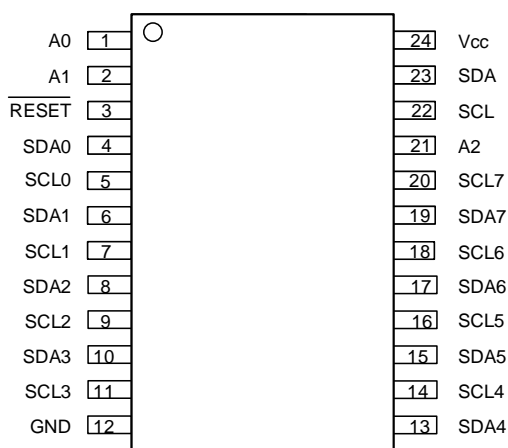 A0 1 24 Vcc
A1 2 23 SDA
RESET 3 22 SCL
SDA0 4 21 A2
SCL0 5 20 SCL7
SDA1 6 19 SDA7
SCL1 7 18 SCL6
SDA2 8 17 SDA6
SCL2 9 16 SCL5
SDA3 10 15 SDA5
SCL3 11 14 SCL4
GND 12 13 SDA4